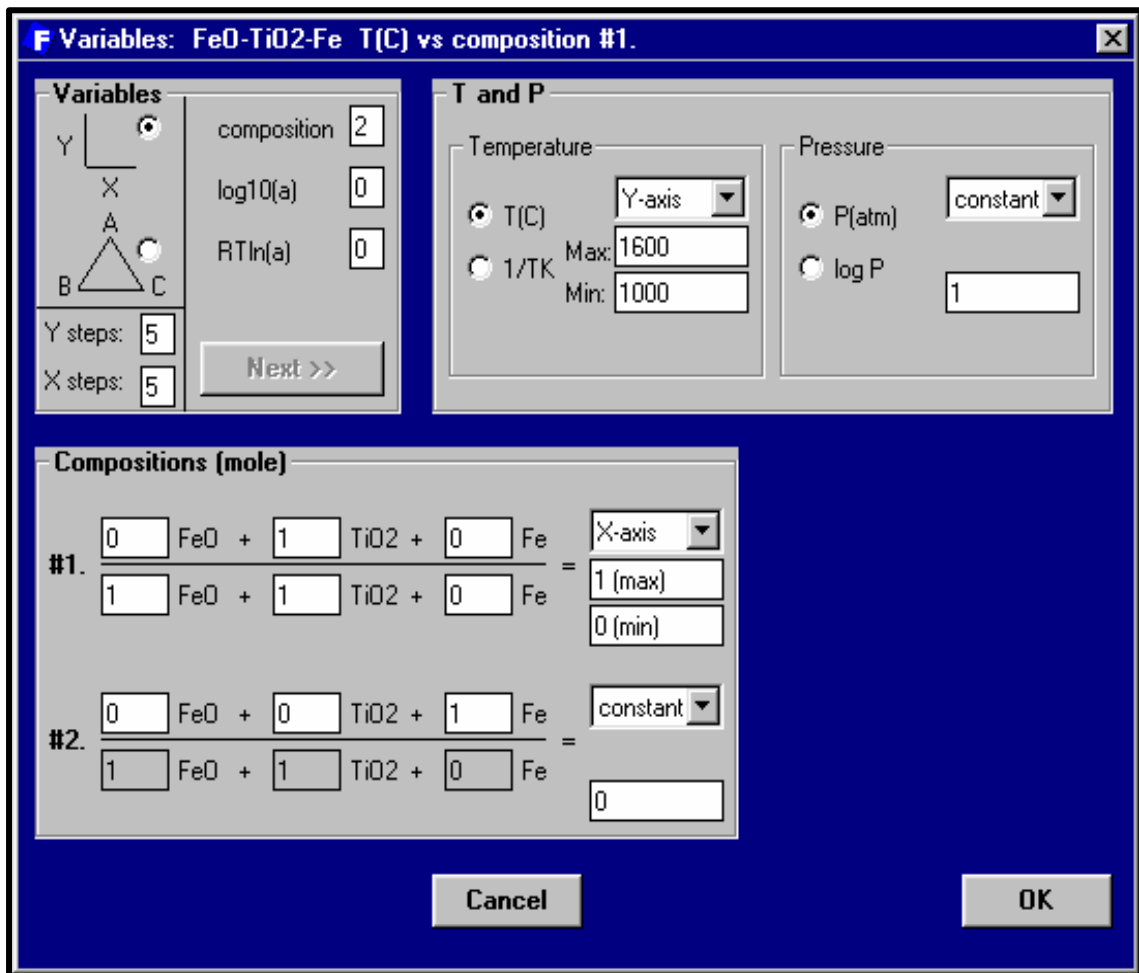 F Variables: FeO-TiO2-Fe T(C) vs composition #1.
Variables
Y
X
A
B C
composition 2
log10(a) 0
RTln(a) 0
Y steps: 5
X steps: 5
Next >>
T and P
Temperature
T(C)
1/TK
Y-axis
Max: 1600
Min: 1000
Pressure
P(atm)
log P
constant
1
Compositions (mole)
#1.
0 FeO + 1 TiO2 + 0 Fe
1 FeO + 1 TiO2 + 0 Fe
=
X-axis
1 (max)
0 (min)
#2.
0 FeO + 0 TiO2 + 1 Fe
1 FeO + 1 TiO2 + 0 Fe
=
constant
0
Cancel
OK